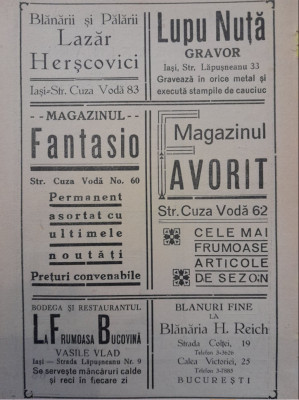 Blănării și Pălării
Lazăr
Herșcovici
Iași-Str. Cuza Vodă 83
Lupu Nuță
GRAVOR
Iași, Str. Lăpușneanu 33
Gravează în orice metal și
execută stampile de cauciuc
MAGAZINUL
Fantasio
Str. Cuza Vodă No. 60
Permanent
asortat cu
ultimele
noutăți
Prețuri convenabile
Magazinul
FAVORIT
Str. Cuza Vodă 62
CELE MAI
FRUMOASE
ARTICOLE
DE SEZON
BODEGA ȘI RESTAURANTUL
LA FRUMOASA BUCOVINĂ
VASILE VLAD
Iași — Strada Lăpușneanu Nr. 9
Se servește mâncăruri calde
și reci în fiecare zi
BLANURI FINE
LA
Blănăria H. Reich
Strada Colței, 19
Calea Victoriei, 25
BUCUREȘTI